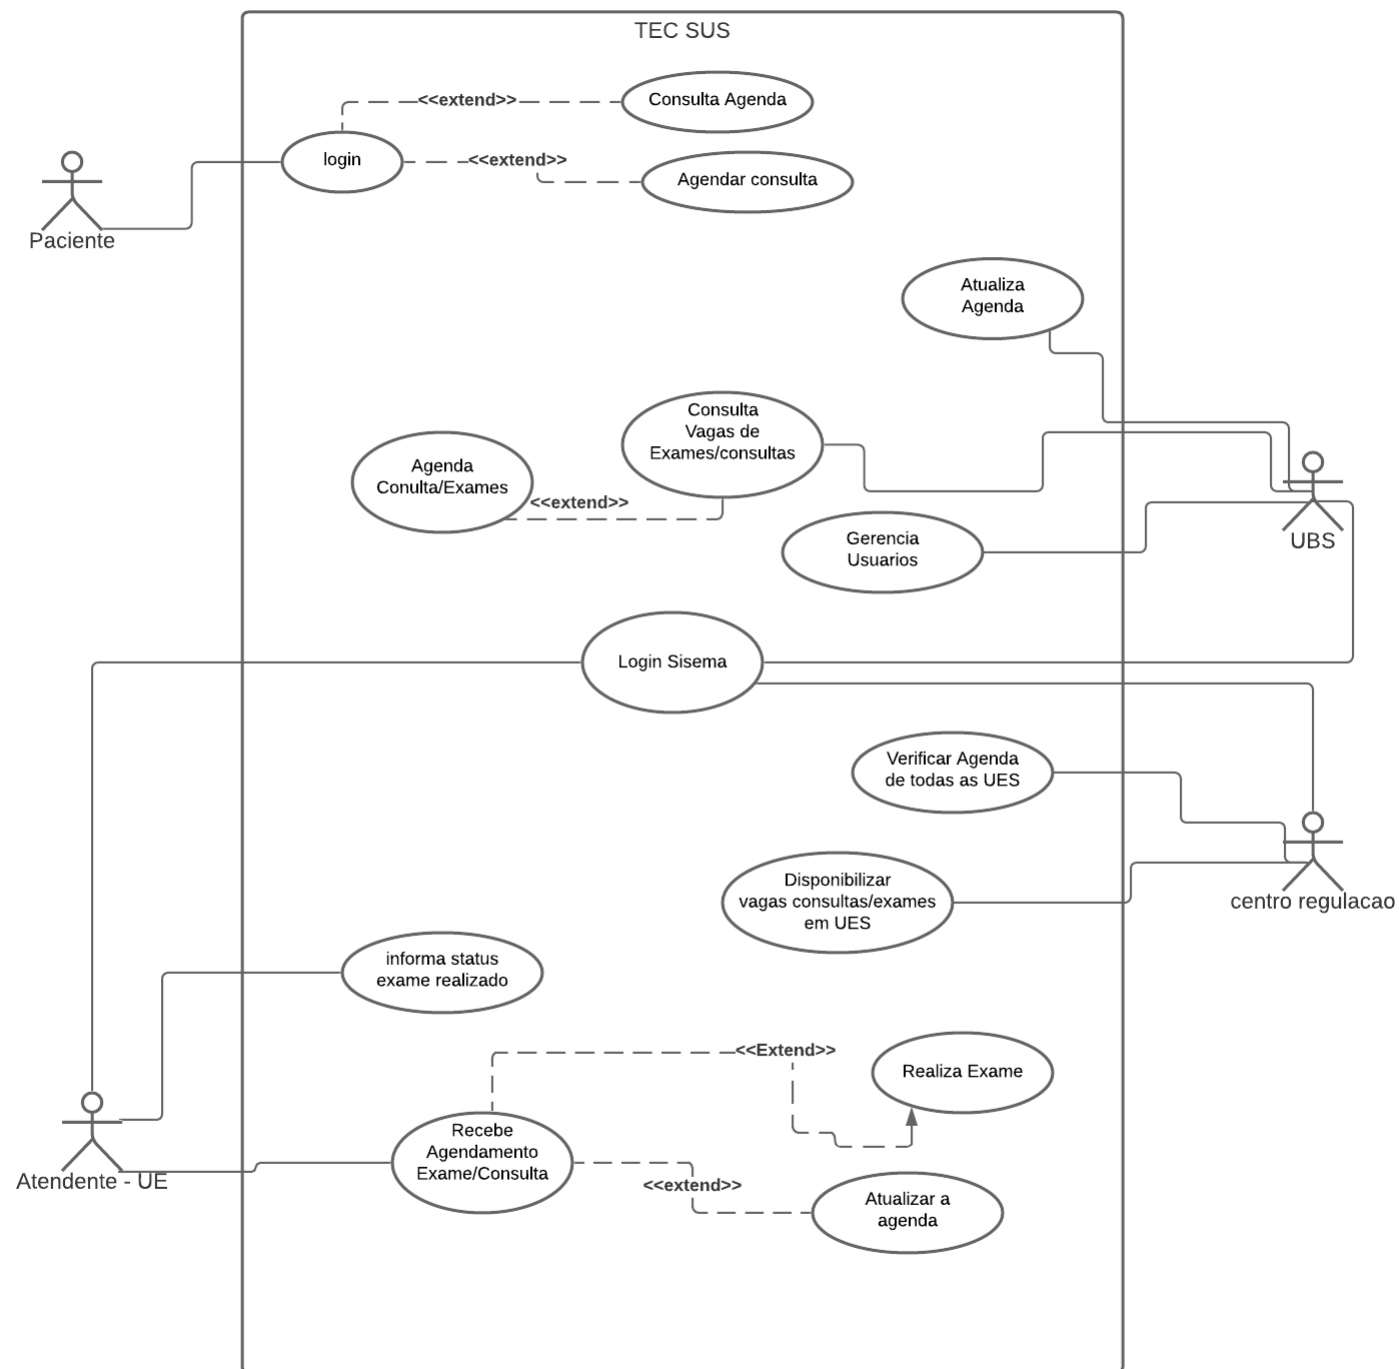 TEC SUS
<<extend>>
Consulta Agenda
login
<<extend>>
Agendar consulta
Paciente
Atualiza
Agenda
Consulta
Vagas de
Exames/consultas
Agenda
Conulta/Exames
<<extend>>
Gerencia
Usuarios
UBS
Login Sisema
Verificar Agenda
de todas as UES
Disponibilizar
vagas consultas/exames
em UES
centro regulacao
informa status
exame realizado
<<Extend>>
Realiza Exame
Recebe
Agendamento
Exame/Consulta
Atendente - UE
<<extend>>
Atualizar a
agenda